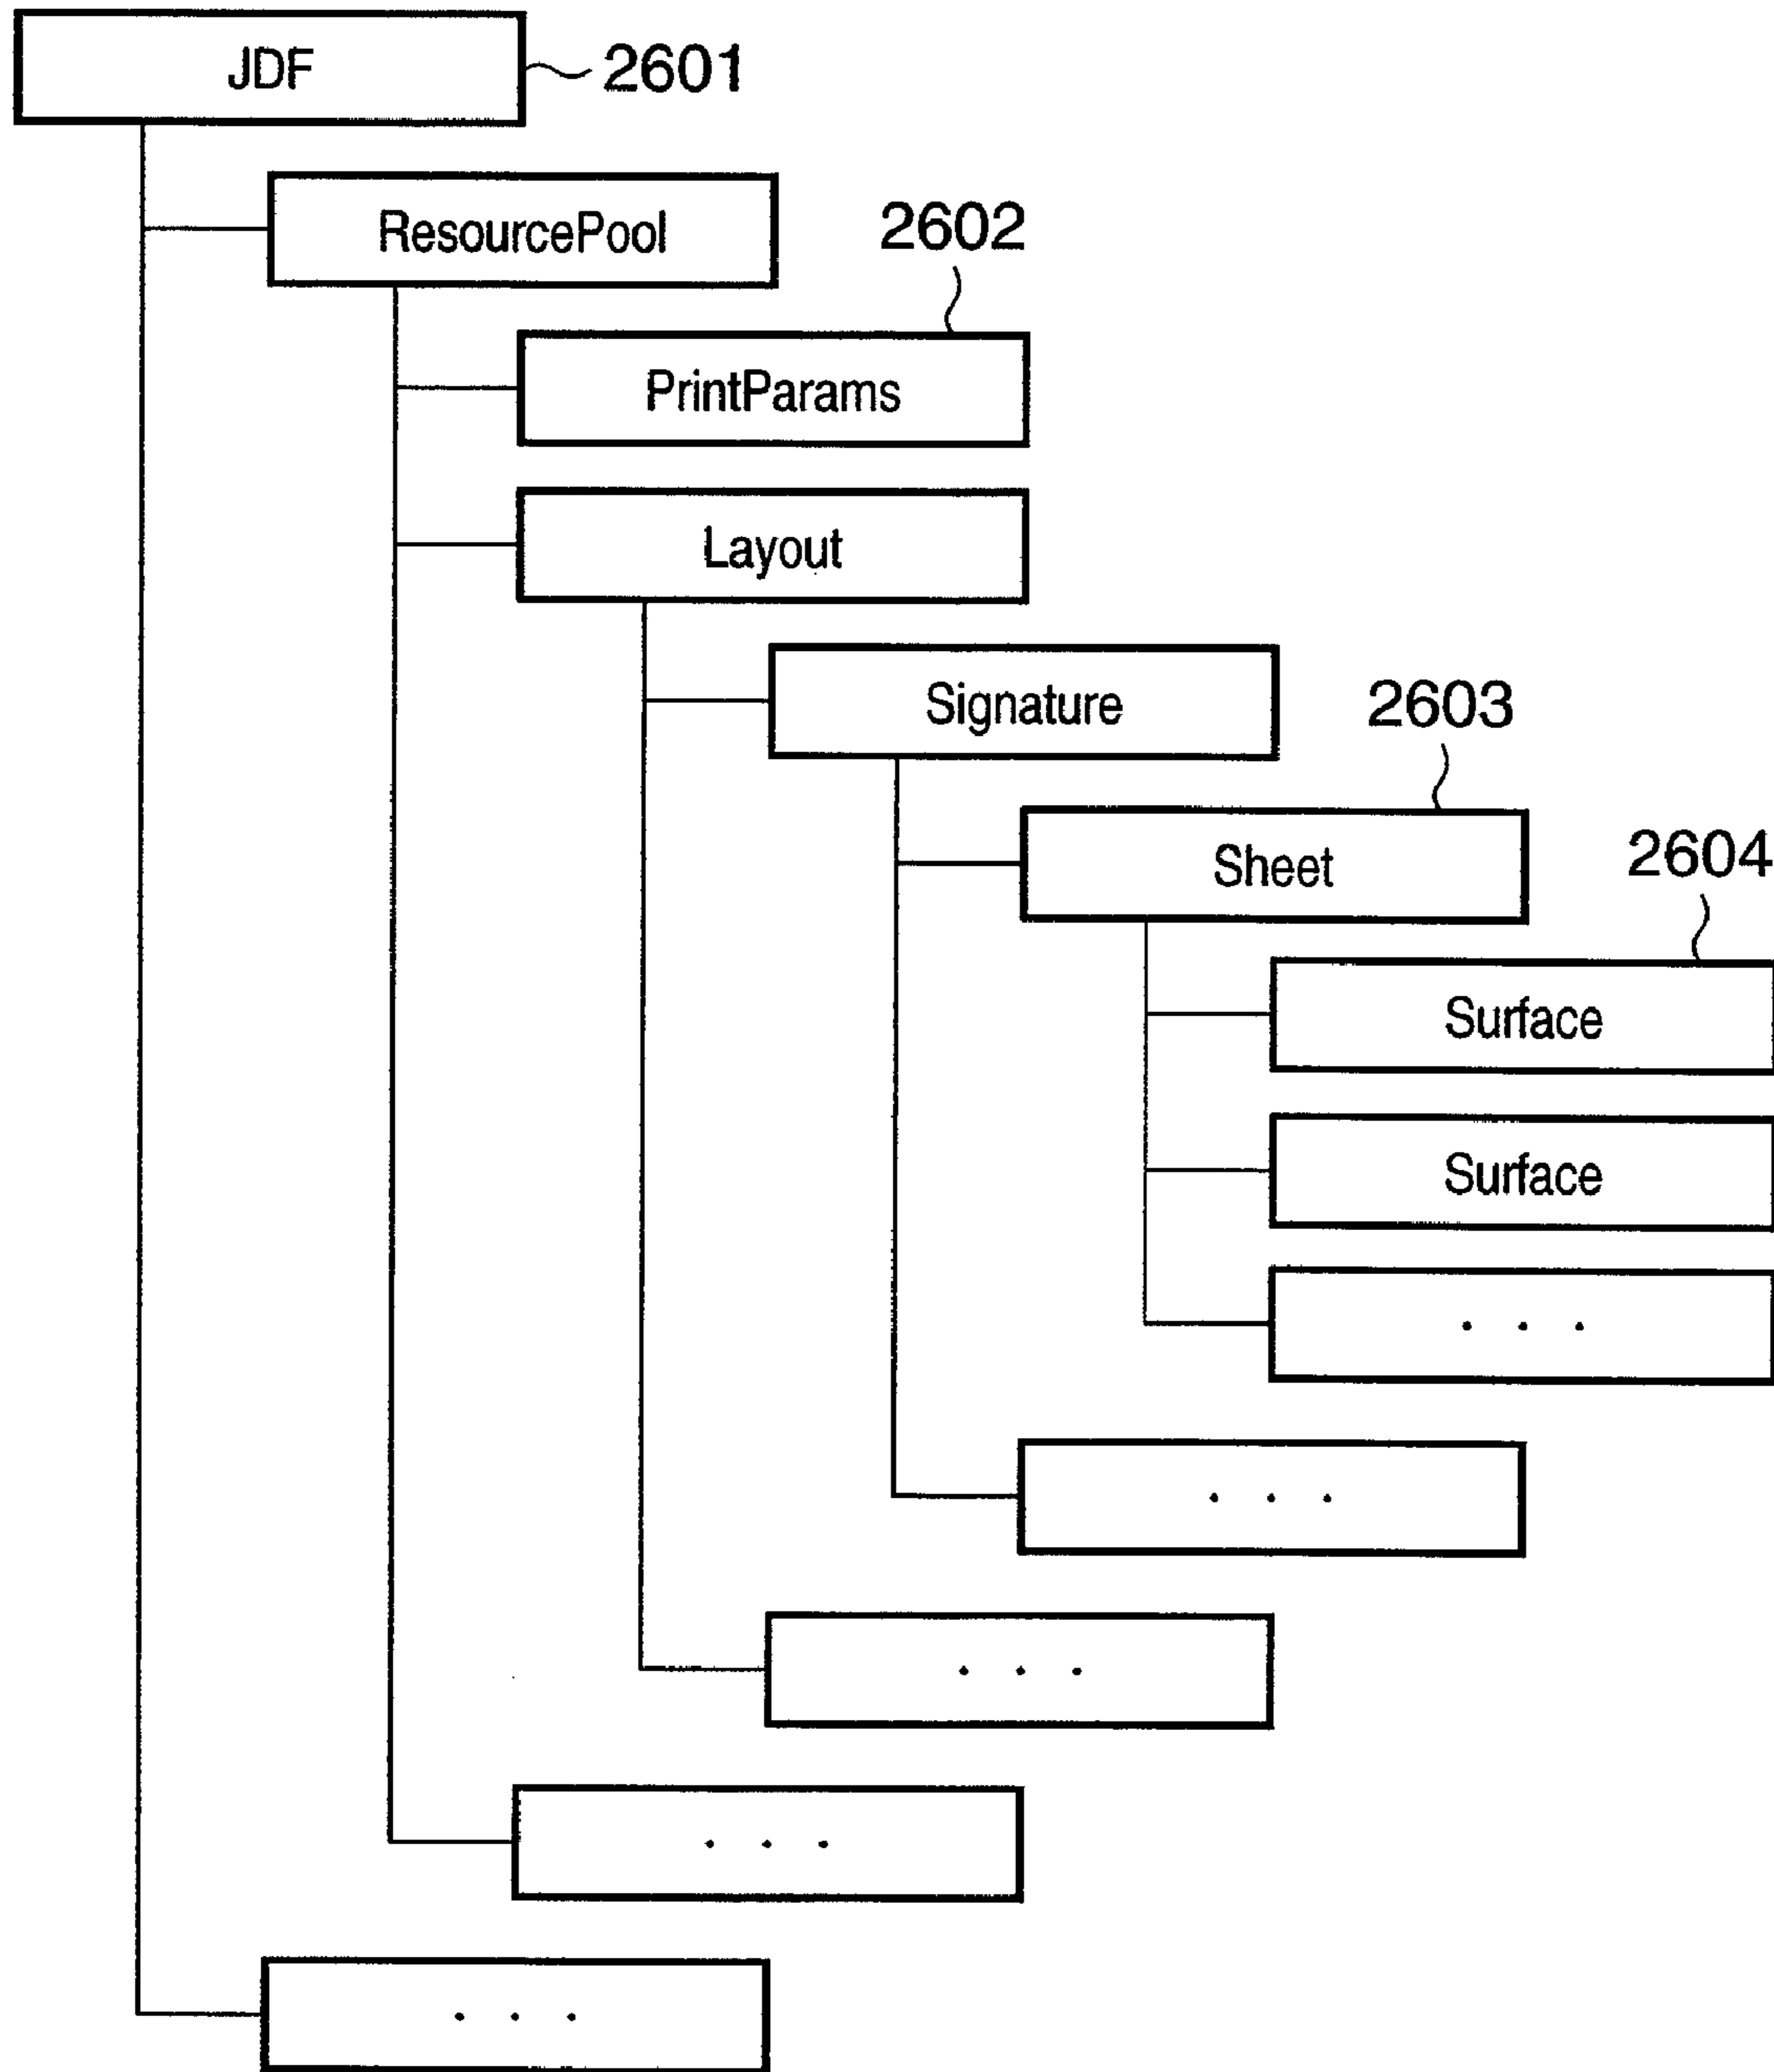 JDF 2601
ResourcePool
2602
PrintParams
Layout
Signature
2603
Sheet
2604
Surface
Surface
. . .
. . .
. . .
. . .
. . .